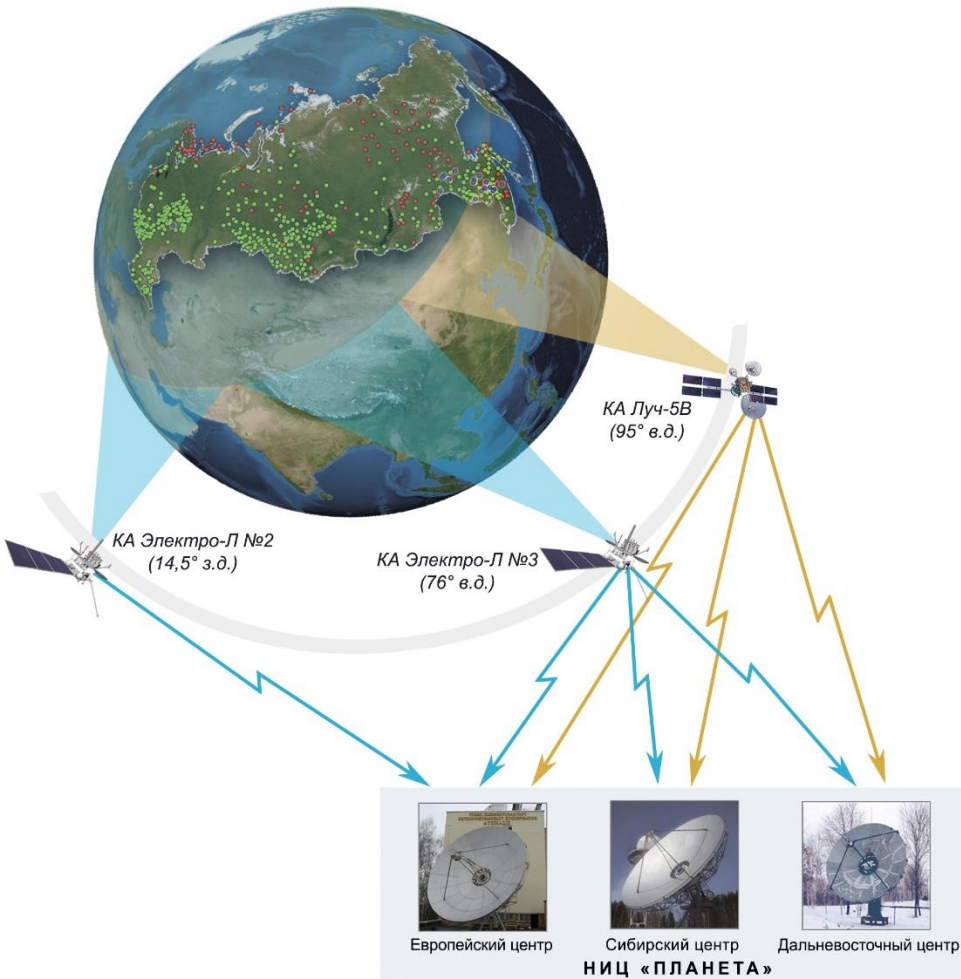 КА Луч-5В
(95° в.д.)
КА Электро-Л №2
(14,5° з.д.)
КА Электро-Л №3
(76° в.д.)
Европейский центр
Сибирский центр
Дальневосточный центр
НИЦ «ПЛАНЕТА»